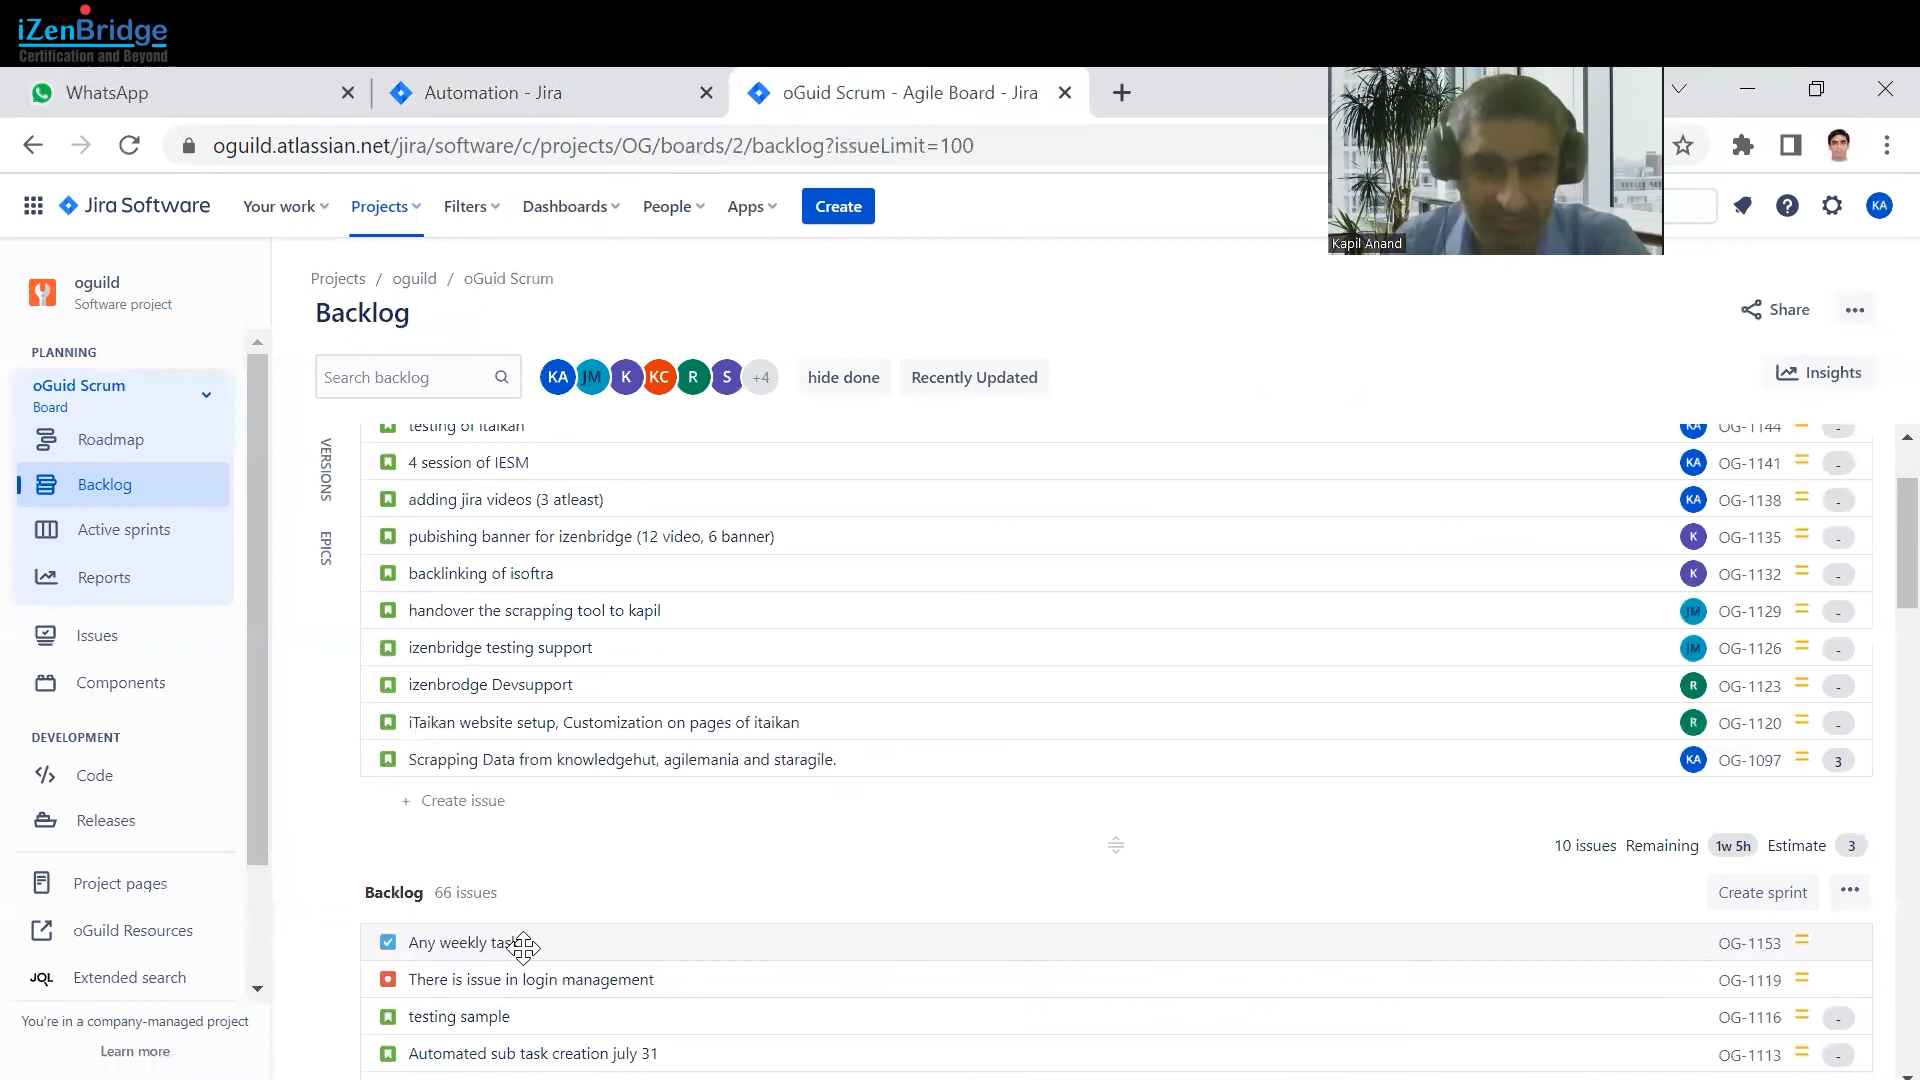 iZenBridge
Certification and Beyond
WhatsApp
Automation - Jira
oGuid Scrum - Agile Board - Jira
oguild.atlassian.net/jira/software/c/projects/OG/boards/2/backlog?issueLimit=100
Jira Software
Your work
Projects
Filters
Dashboards
People
Apps
Create
KA
Kapil Anand
oguild
Software project
PLANNING
oGuid Scrum
Board
Roadmap
Backlog
Active sprints
Reports
Issues
Components
DEVELOPMENT
Code
Releases
Project pages
oGuild Resources
JQL Extended search
You're in a company-managed project
Learn more
Projects / oguild / oGuid Scrum
Backlog
Share
Search backlog
KA JM K KC R S +4
hide done
Recently Updated
Insights
VERSIONS
EPICS
testing of itaikan KA OG-1144 -
4 session of IESM KA OG-1141 -
adding jira videos (3 atleast) KA OG-1138 -
pubishing banner for izenbridge (12 video, 6 banner) K OG-1135 -
backlinking of isoftra K OG-1132 -
handover the scrapping tool to kapil JM OG-1129 -
izenbridge testing support JM OG-1126 -
izenbrodge Devsupport R OG-1123 -
iTaikan website setup, Customization on pages of itaikan R OG-1120 -
Scrapping Data from knowledgehut, agilemania and staragile. KA OG-1097 3
+ Create issue
10 issues Remaining 1w 5h Estimate 3
Backlog 66 issues
Create sprint
Any weekly task OG-1153
There is issue in login management OG-1119
testing sample OG-1116 -
Automated sub task creation july 31 OG-1113 -